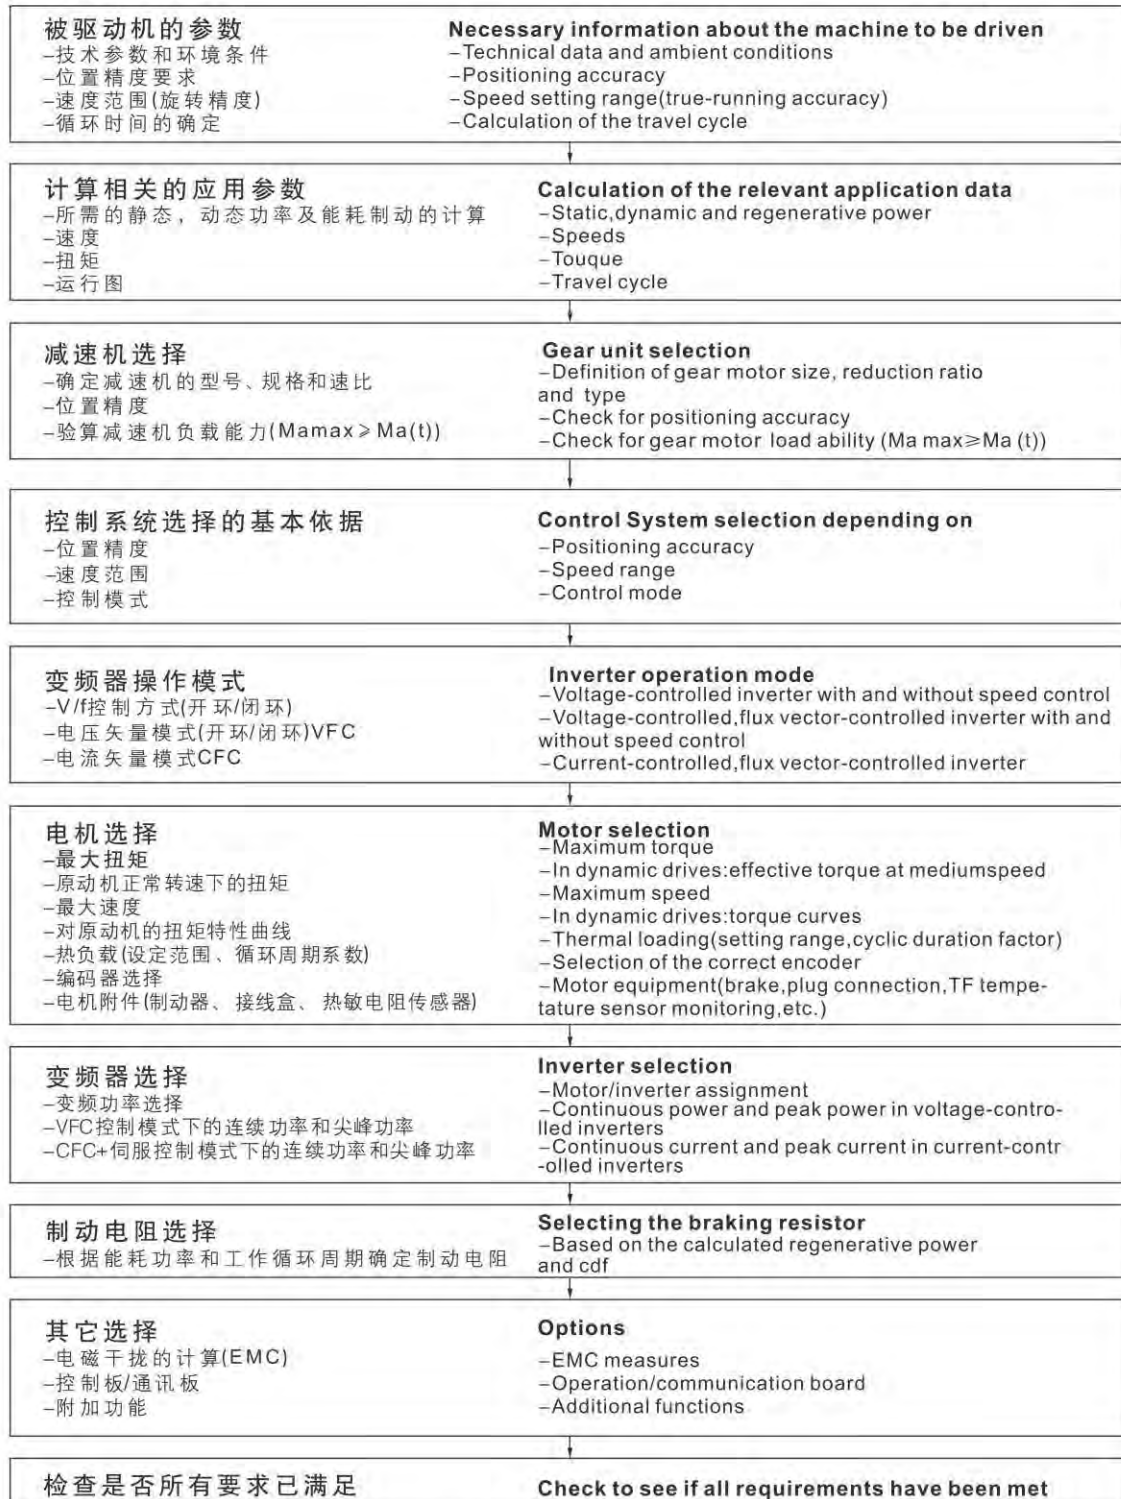 被驱动机的参数
–技术参数和环境条件
–位置精度要求
–速度范围(旋转精度)
–循环时间的确定
Necessary information about the machine to be driven
–Technical data and ambient conditions
–Positioning accuracy
–Speed setting range(true-running accuracy)
–Calculation of the travel cycle
计算相关的应用参数
–所需的静态，动态功率及能耗制动的计算
–速度
–扭矩
–运行图
Calculation of the relevant application data
–Static,dynamic and regenerative power
–Speeds
–Touque
–Travel cycle
减速机选择
–确定减速机的型号、规格和速比
–位置精度
–验算减速机负载能力(Mamax≥Ma(t))
Gear unit selection
–Definition of gear motor size, reduction ratio
and type
–Check for positioning accuracy
–Check for gear motor load ability (Ma max≥Ma (t))
控制系统选择的基本依据
–位置精度
–速度范围
–控制模式
Control System selection depending on
–Positioning accuracy
–Speed range
–Control mode
变频器操作模式
–V/f控制方式(开环/闭环)
–电压矢量模式(开环/闭环)VFC
–电流矢量模式CFC
Inverter operation mode
–Voltage-controlled inverter with and without speed control
–Voltage-controlled,flux vector-controlled inverter with and
without speed control
–Current-controlled,flux vector-controlled inverter
电机选择
–最大扭矩
–原动机正常转速下的扭矩
–最大速度
–对原动机的扭矩特性曲线
–热负载(设定范围、循环周期系数)
–编码器选择
–电机附件(制动器、接线盒、热敏电阻传感器)
Motor selection
–Maximum torque
–In dynamic drives:effective torque at mediumspeed
–Maximum speed
–In dynamic drives:torque curves
–Thermal loading(setting range,cyclic duration factor)
–Selection of the correct encoder
–Motor equipment(brake,plug connection,TF tempe-
tature sensor monitoring,etc.)
变频器选择
–变频功率选择
–VFC控制模式下的连续功率和尖峰功率
–CFC+伺服控制模式下的连续功率和尖峰功率
Inverter selection
–Motor/inverter assignment
–Continuous power and peak power in voltage-contro-
lled inverters
–Continuous current and peak current in current-contr
-olled inverters
制动电阻选择
–根据能耗功率和工作循环周期确定制动电阻
Selecting the braking resistor
–Based on the calculated regenerative power
and cdf
其它选择
–电磁干拢的计算(EMC)
–控制板/通讯板
–附加功能
Options
–EMC measures
–Operation/communication board
–Additional functions
检查是否所有要求已满足
Check to see if all requirements have been met